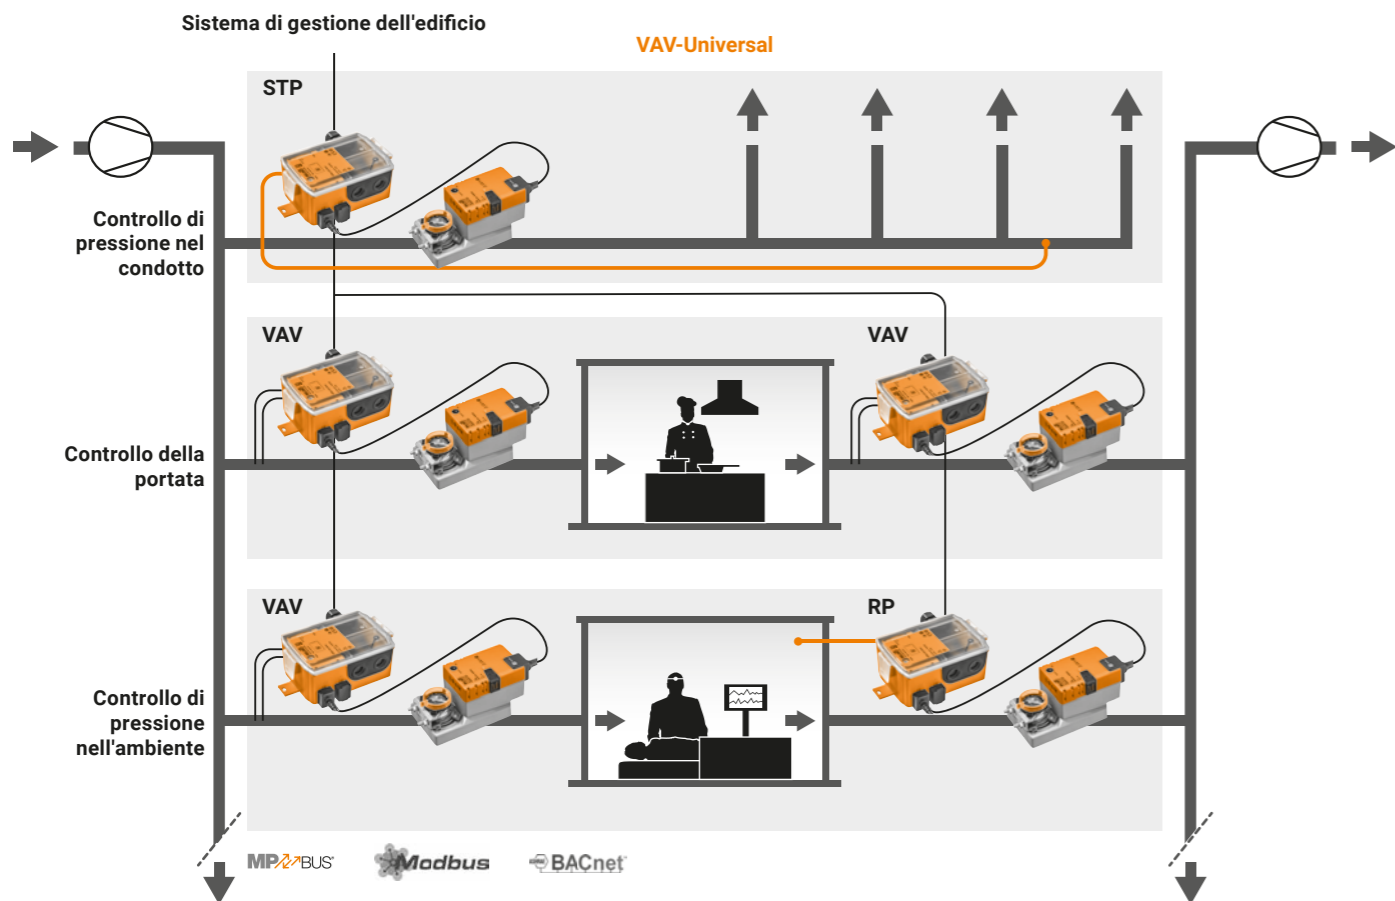 Sistema di gestione dell'edificio
VAV-Universal
STP
Controllo di
pressione nel
condotto
VAV
VAV
Controllo della
portata
VAV
RP
Controllo di
pressione
nell'ambiente
MP BUS
Modbus
BACnet